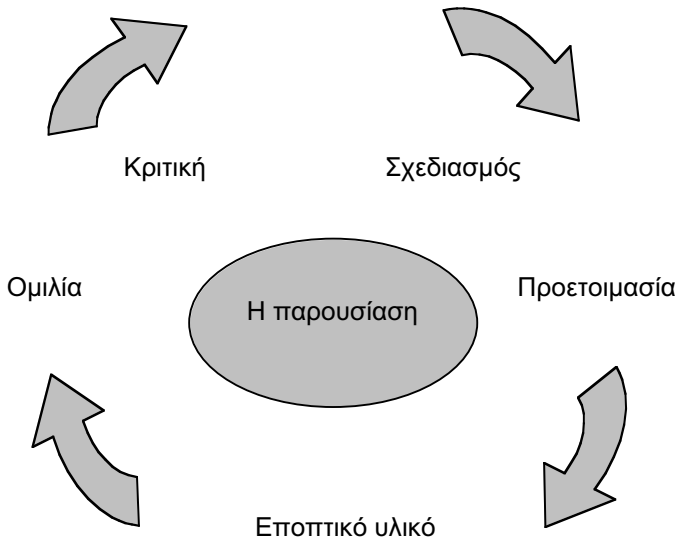 Κριτική
Σχεδιασμός
Ομιλία
Η παρουσίαση
Προετοιμασία
Εποπτικό υλικό